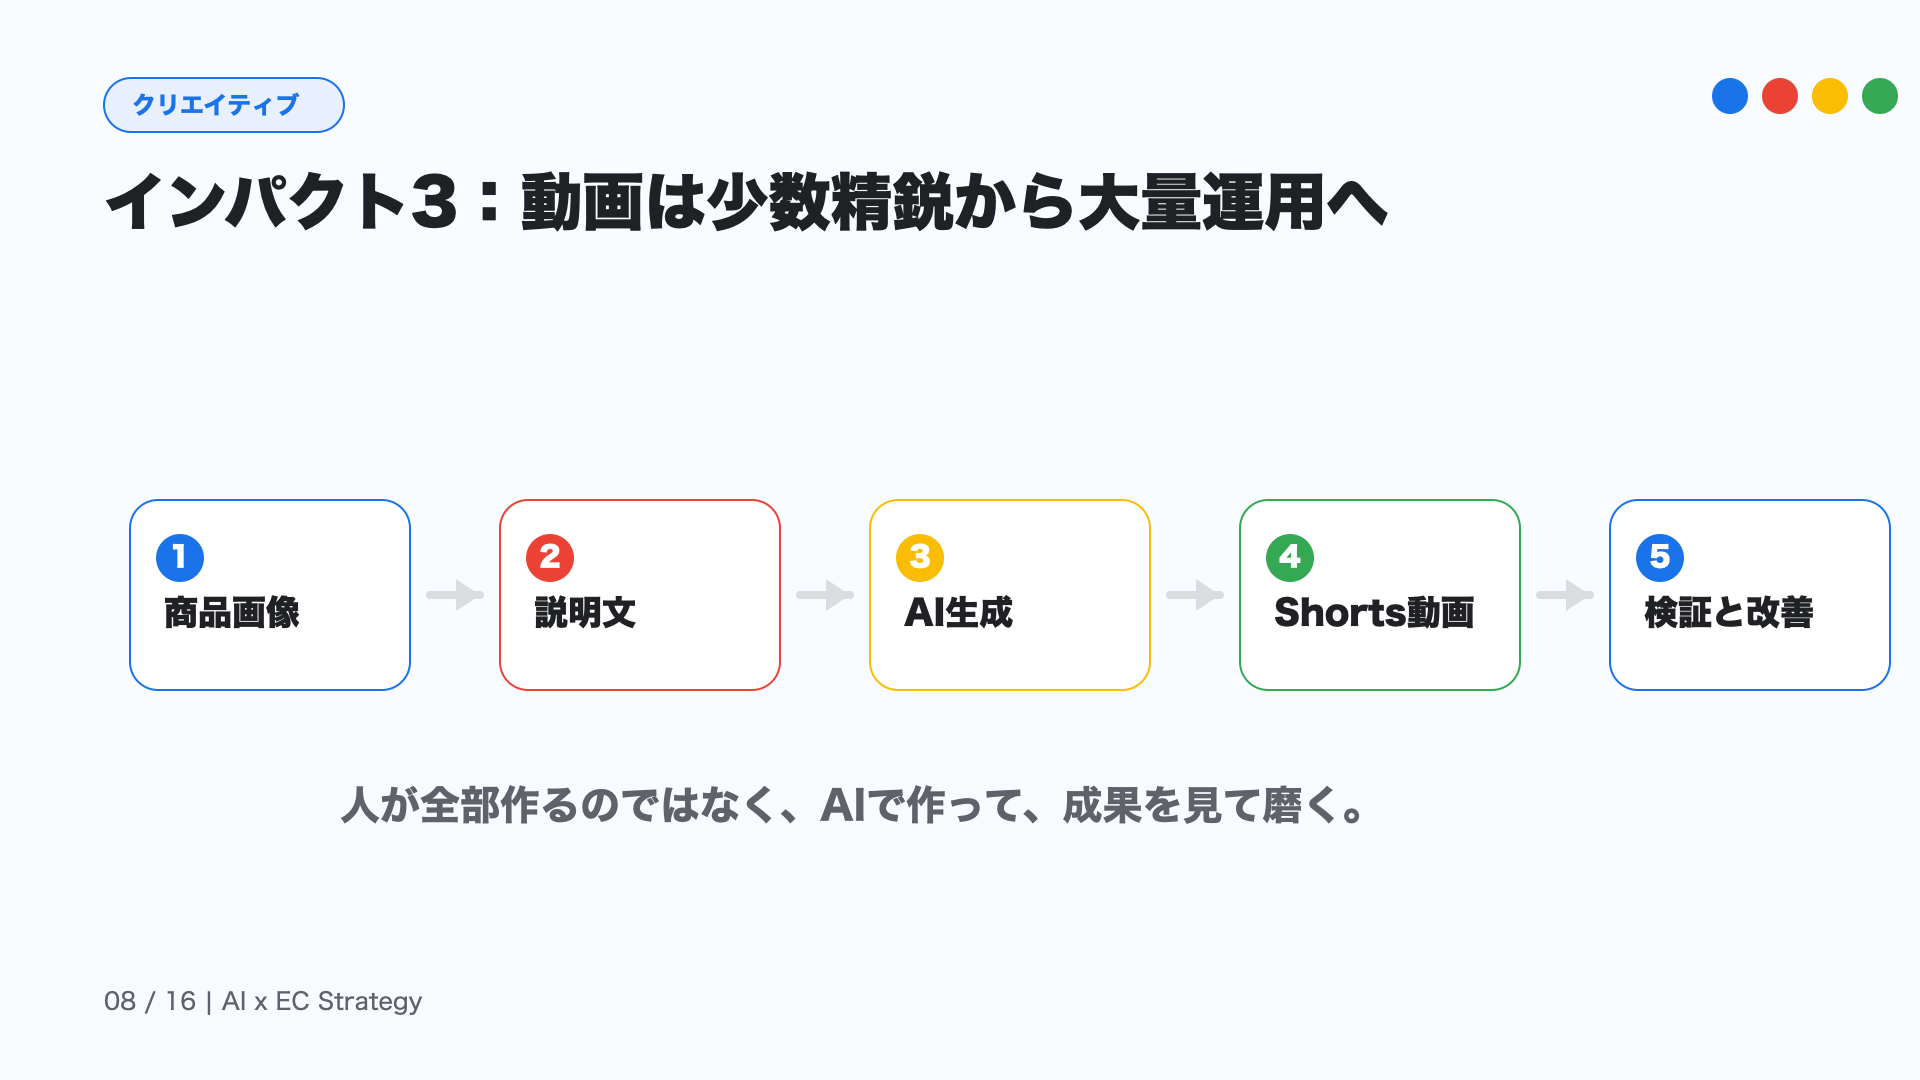 クリエイティブ
インパクト3：動画は少数精鋭から大量運用へ
1
商品画像
2
説明文
3
AI生成
4
Shorts動画
5
検証と改善
人が全部作るのではなく、AIで作って、成果を見て磨く。
08 / 16 | AI x EC Strategy